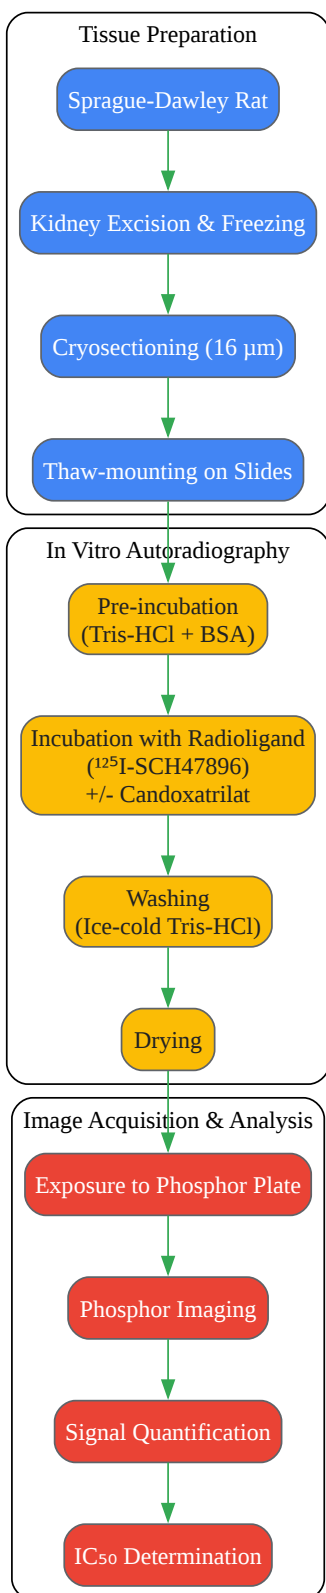 Tissue Preparation
Sprague-Dawley Rat
Kidney Excision & Freezing
Cryosectioning (16 µm)
Thaw-mounting on Slides
In Vitro Autoradiography
Pre-incubation
(Tris-HCl + BSA)
Incubation with Radioligand
(¹²⁵I-SCH47896)
+/- Candoxatrilat
Washing
(Ice-cold Tris-HCl)
Drying
Image Acquisition & Analysis
Exposure to Phosphor Plate
Phosphor Imaging
Signal Quantification
IC₅₀ Determination